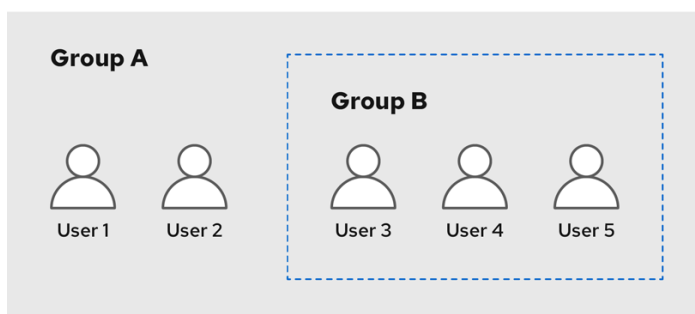 Group A
Group B
User 1
User 2
User 3
User 4
User 5